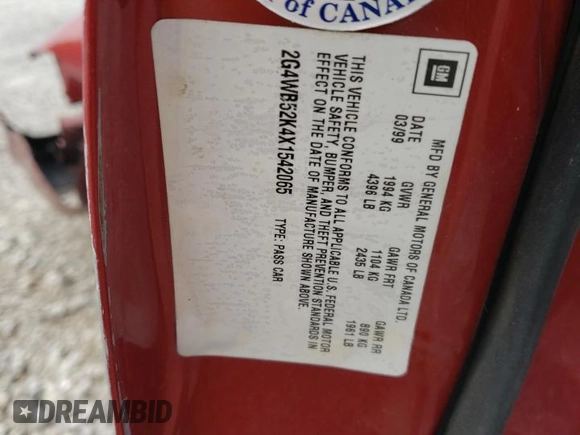 of CANAD
GM
MFD BY GENERAL MOTORS OF CANADA LTD.
DATE GVWR GAWR FRT GAWR RR
03/99 1994 KG 1104 KG 890 KG
4396 LB 2435 LB 1961 LB
THIS VEHICLE CONFORMS TO ALL APPLICABLE U.S. FEDERAL MOTOR
VEHICLE SAFETY, BUMPER, AND THEFT PREVENTION STANDARDS IN
EFFECT ON THE DATE OF MANUFACTURE SHOWN ABOVE.
2G4WB52K4X1542065 TYPE: PASS CAR
DREAMBID